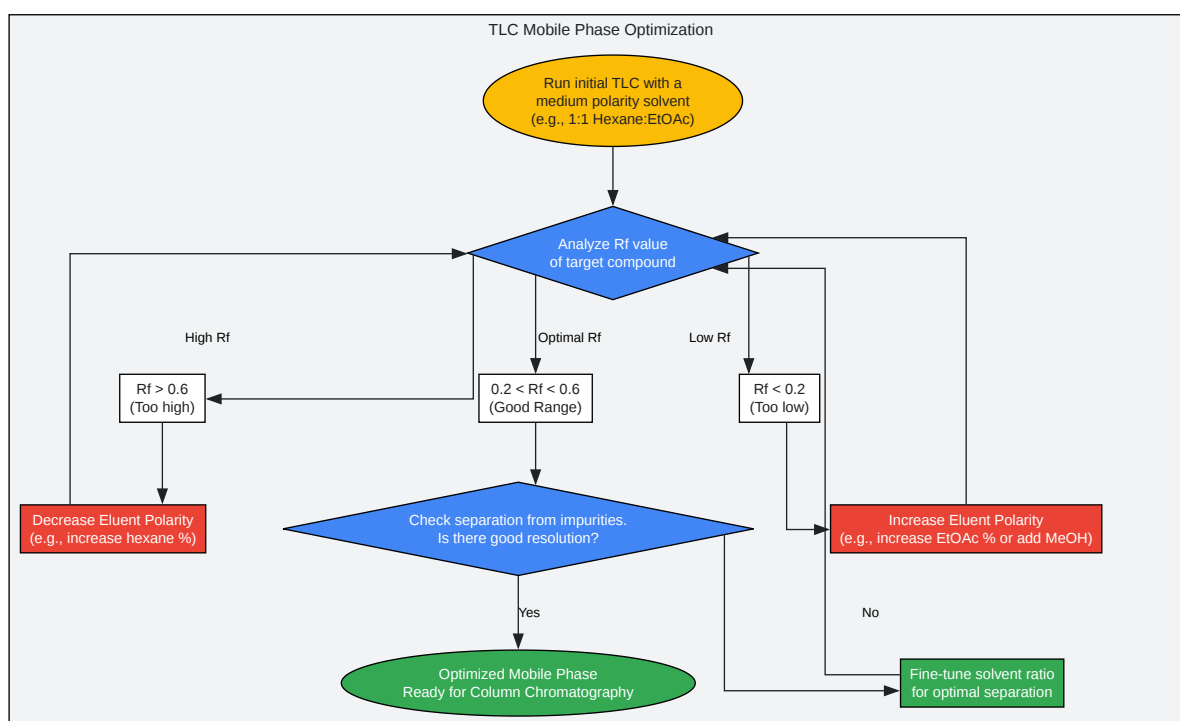 TLC Mobile Phase Optimization
Run initial TLC with a
medium polarity solvent
(e.g., 1:1 Hexane:EtOAc)
Analyze Rf value
of target compound
High Rf
Optimal Rf
Low Rf
Rf > 0.6
(Too high)
0.2 < Rf < 0.6
(Good Range)
Rf < 0.2
(Too low)
Decrease Eluent Polarity
(e.g., increase hexane %)
Check separation from impurities.
Is there good resolution?
Increase Eluent Polarity
(e.g., increase EtOAc % or add MeOH)
Yes
No
Optimized Mobile Phase
Ready for Column Chromatography
Fine-tune solvent ratio
for optimal separation